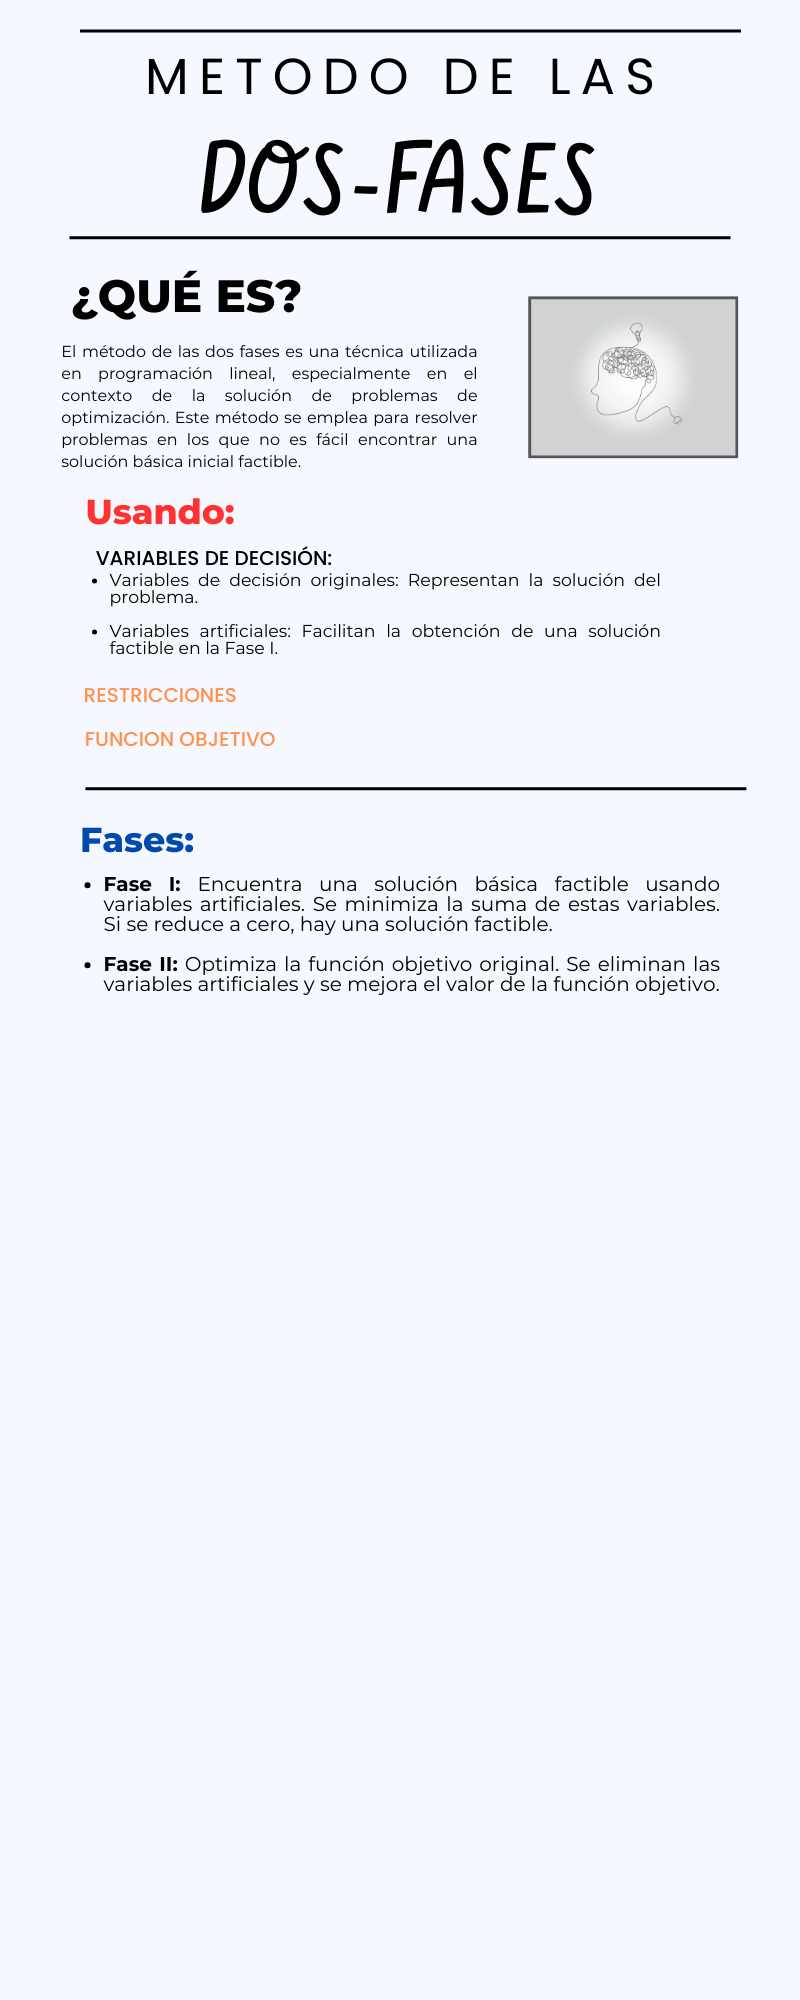 METODO DE LAS
DOS-FASES
¿QUÉ ES?
El método de las dos fases es una técnica utilizada
en programación lineal, especialmente en el
contexto de la solución de problemas de
optimización. Este método se emplea para resolver
problemas en los que no es fácil encontrar una
solución básica inicial factible.
Usando:
VARIABLES DE DECISIÓN:
• Variables de decisión originales: Representan la solución del
problema.
• Variables artificiales: Facilitan la obtención de una solución
factible en la Fase I.
RESTRICCIONES
FUNCION OBJETIVO
Fases:
• Fase I: Encuentra una solución básica factible usando
variables artificiales. Se minimiza la suma de estas variables.
Si se reduce a cero, hay una solución factible.
• Fase II: Optimiza la función objetivo original. Se eliminan las
variables artificiales y se mejora el valor de la función objetivo.